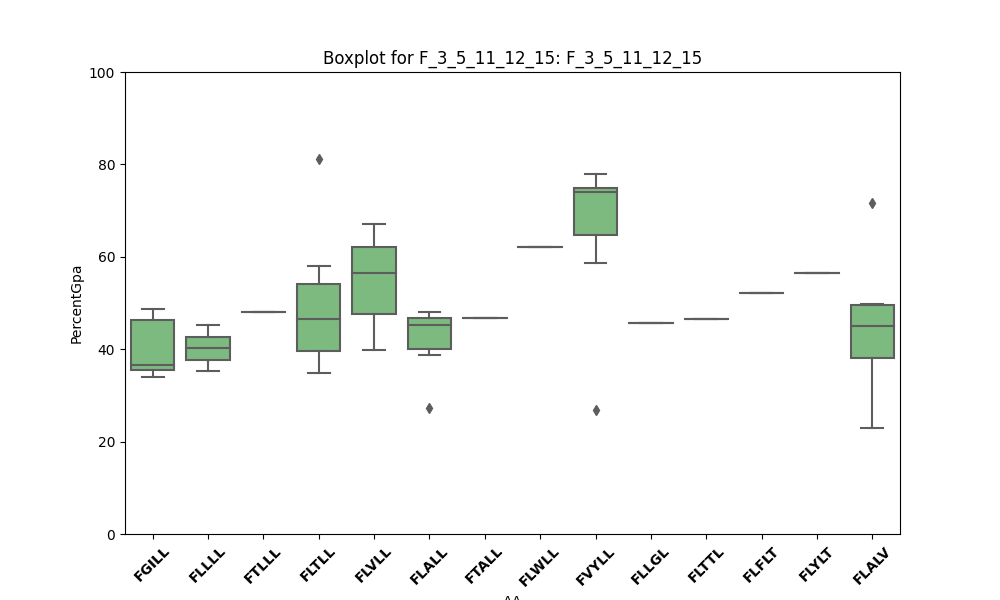 Boxplot for F_3_5_11_12_15: F_3_5_11_12_15
100
80
60
40
20
0
PercentGpa
FGILL
FLLLL
FTLLL
FLTLL
FLVLL
FLALL
FTALL
FLWLL
FVYLL
FLLGL
FLTTL
FLFLT
FLYLT
FLALV
AA